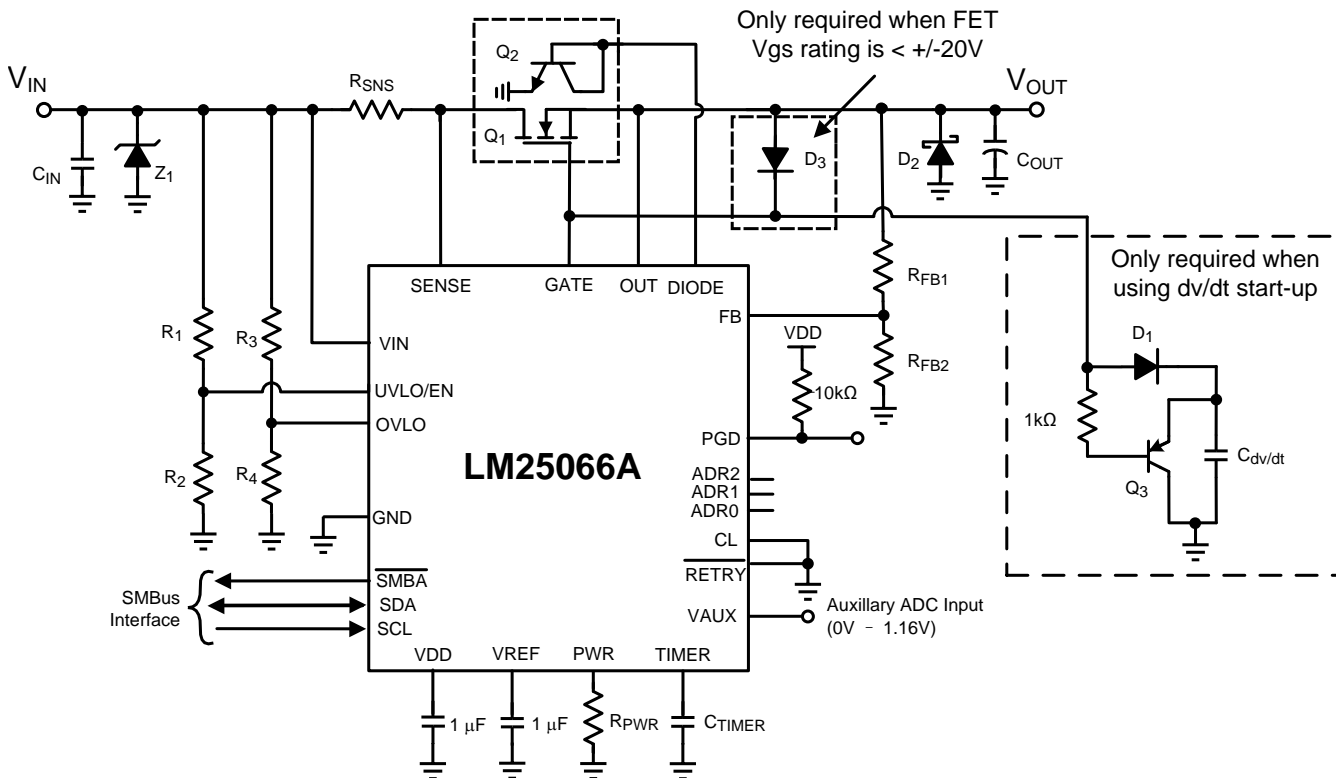 Only required when FET
Vgs rating is < +/-20V
VIN
RSNS
Q2
Q1
VOUT
CIN
Z1
D3
D2
COUT
SENSE
GATE
OUT
DIODE
Only required when
using dv/dt start-up
R1
R3
VIN
FB
RFB1
VDD
D1
UVLO/EN
10kΩ
RFB2
OVLO
1kΩ
PGD
R2
R4
LM25066A
Cdv/dt
ADR2
ADR1
ADR0
Q3
GND
CL
RETRY
SMBus
Interface
SMBA
SDA
SCL
VAUX
Auxillary ADC Input
(0V - 1.16V)
VDD
VREF
PWR
TIMER
1 μF
1 μF
RPWR
CTIMER